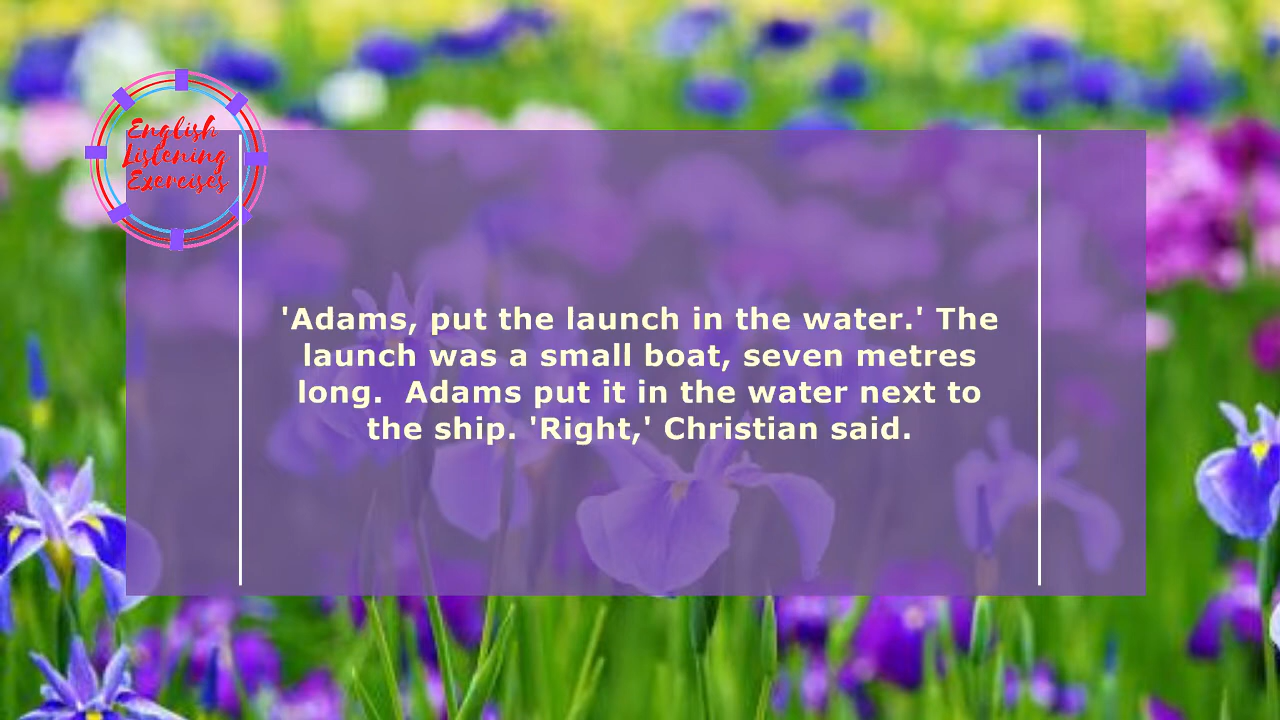 English
Listening
Exercises
'Adams, put the launch in the water.' The
launch was a small boat, seven metres
long.  Adams put it in the water next to
the ship. 'Right,' Christian said.